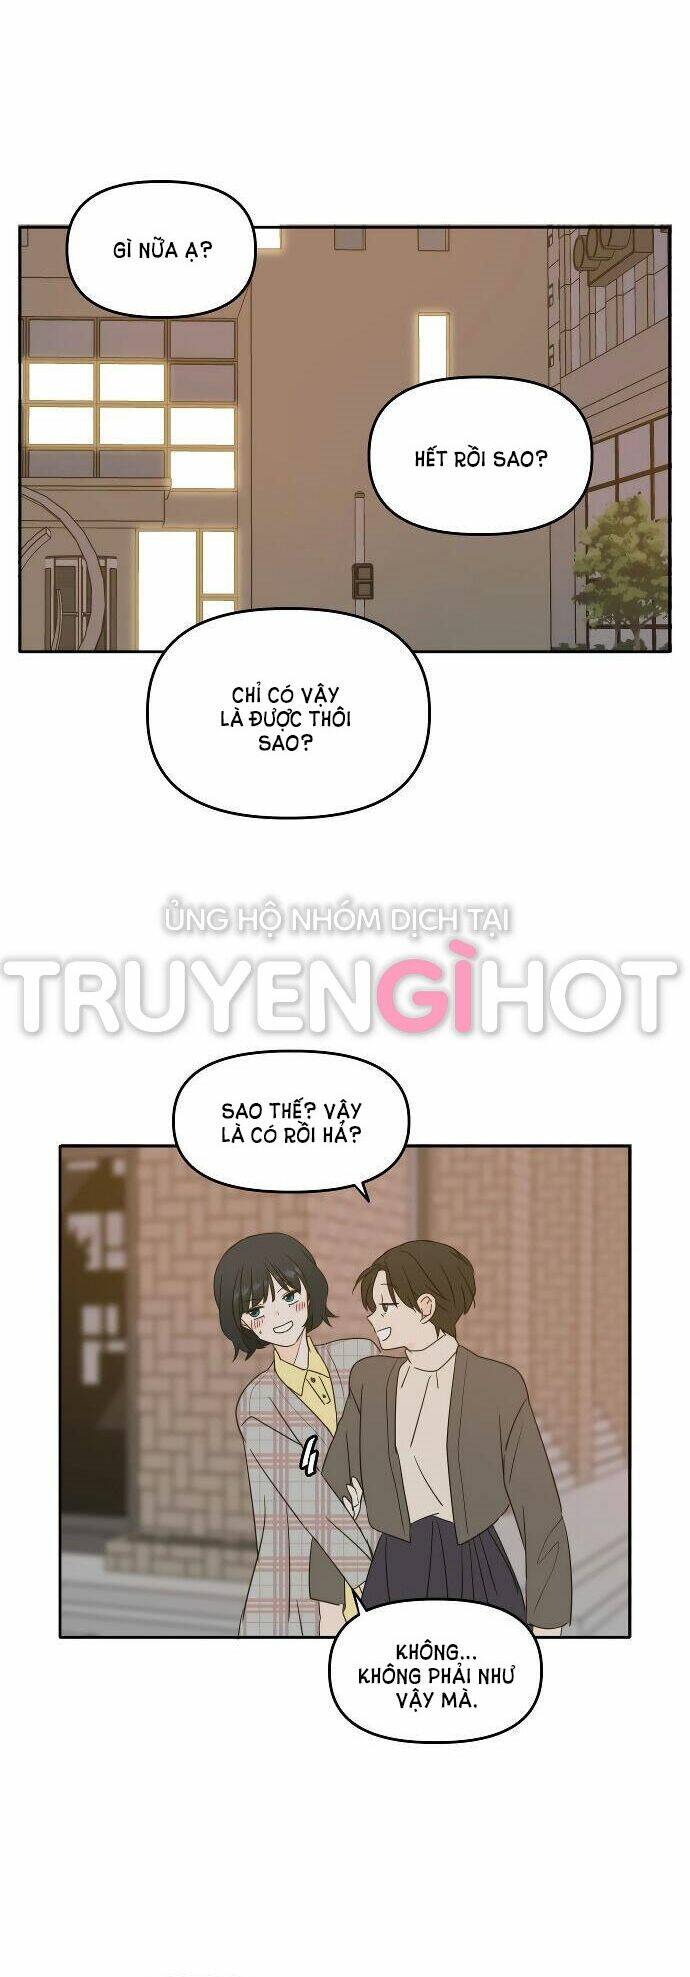 GÌ NỮA Ạ?
HẾT RỒI SAO?
CHỈ CÓ VẬY
LÀ ĐƯỢC THÔI
SAO?
ỦNG HỘ NHÓM DỊCH TẠI
TRUYENGÌHOT
SAO THẾ? VẬY
LÀ CÓ RỒI HẢ?
KHÔNG...
KHÔNG PHẢI NHƯ
VẬY MÀ.